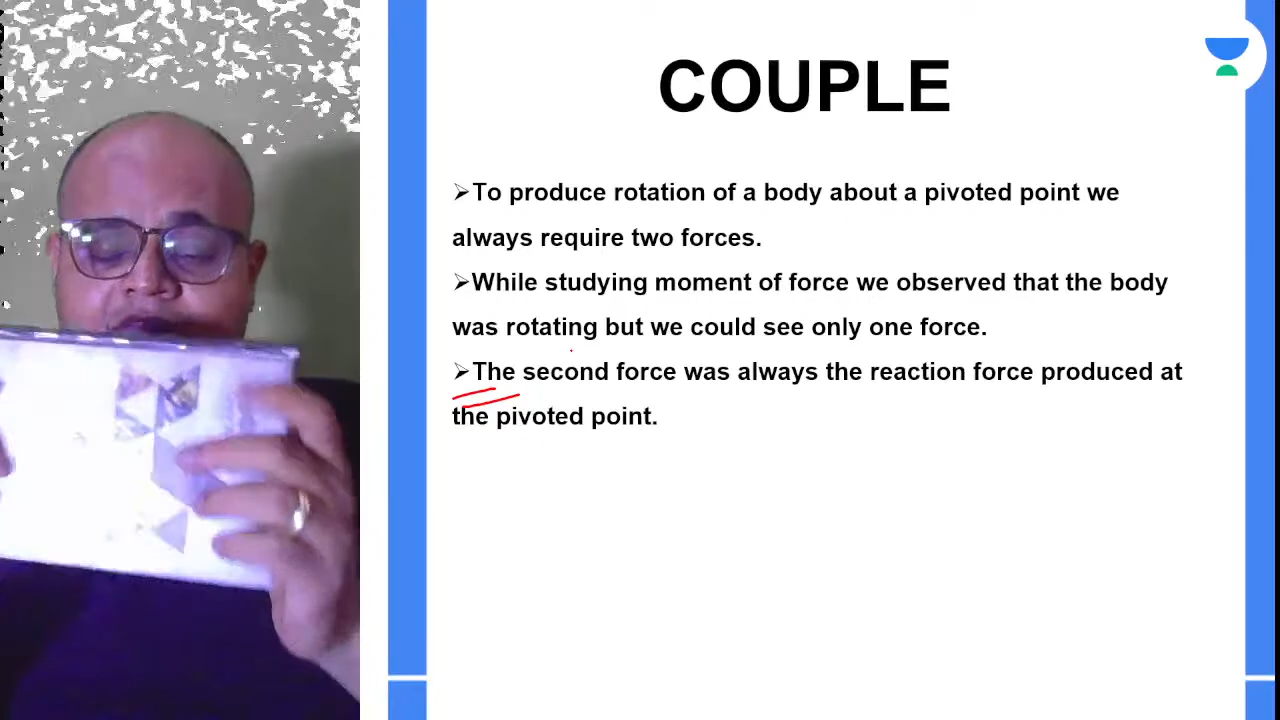 COUPLE
➢To produce rotation of a body about a pivoted point we
always require two forces.
➢While studying moment of force we observed that the body
was rotating but we could see only one force.
➢The second force was always the reaction force produced at
the pivoted point.